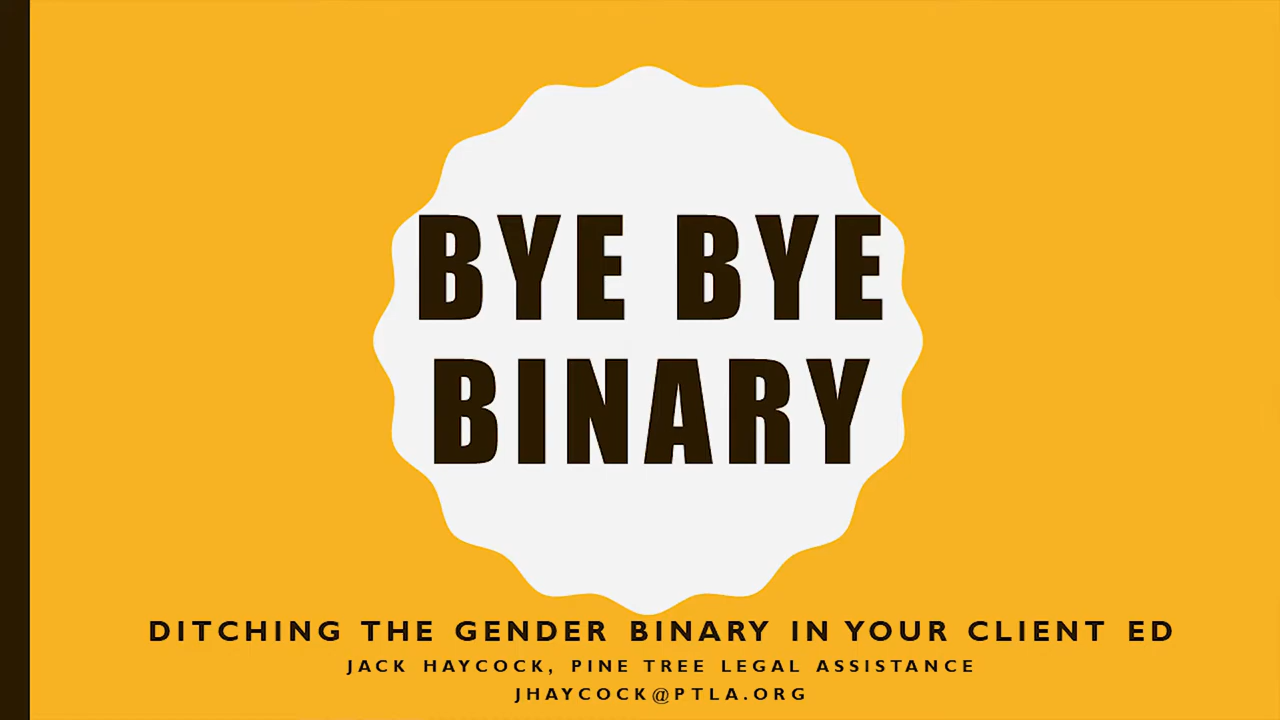 BYE BYE
BINARY
DITCHING THE GENDER BINARY IN YOUR CLIENT ED
JACK HAYCOCK, PINE TREE LEGAL ASSISTANCE
JHAYCOCK@PTLA.ORG